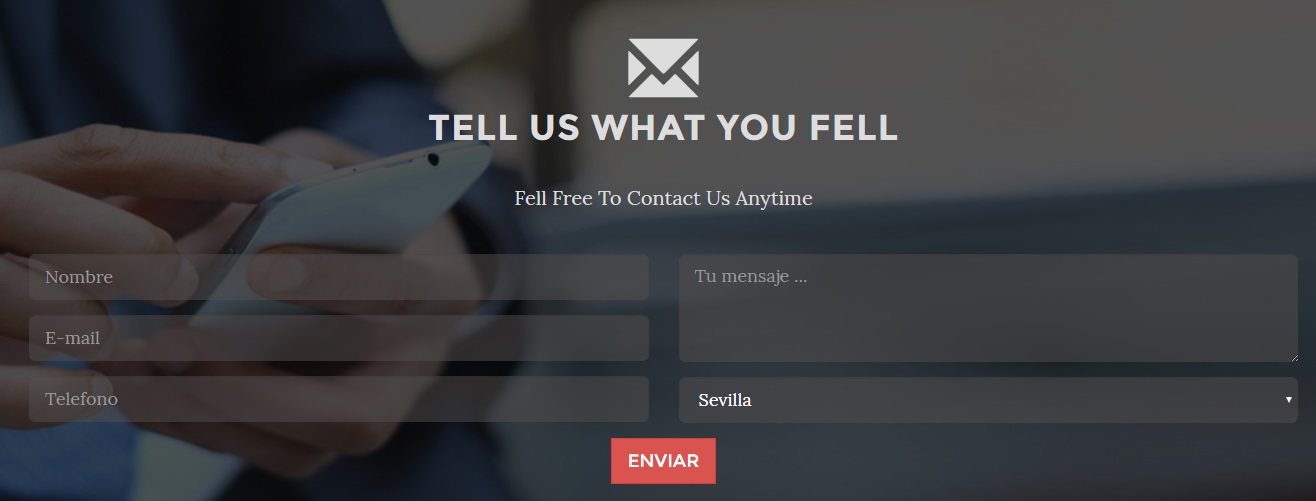 TELL US WHAT YOU FELL
Fell Free To Contact Us Anytime
Nombre
Tu mensaje ...
E-mail
Telefono
Sevilla
ENVIAR